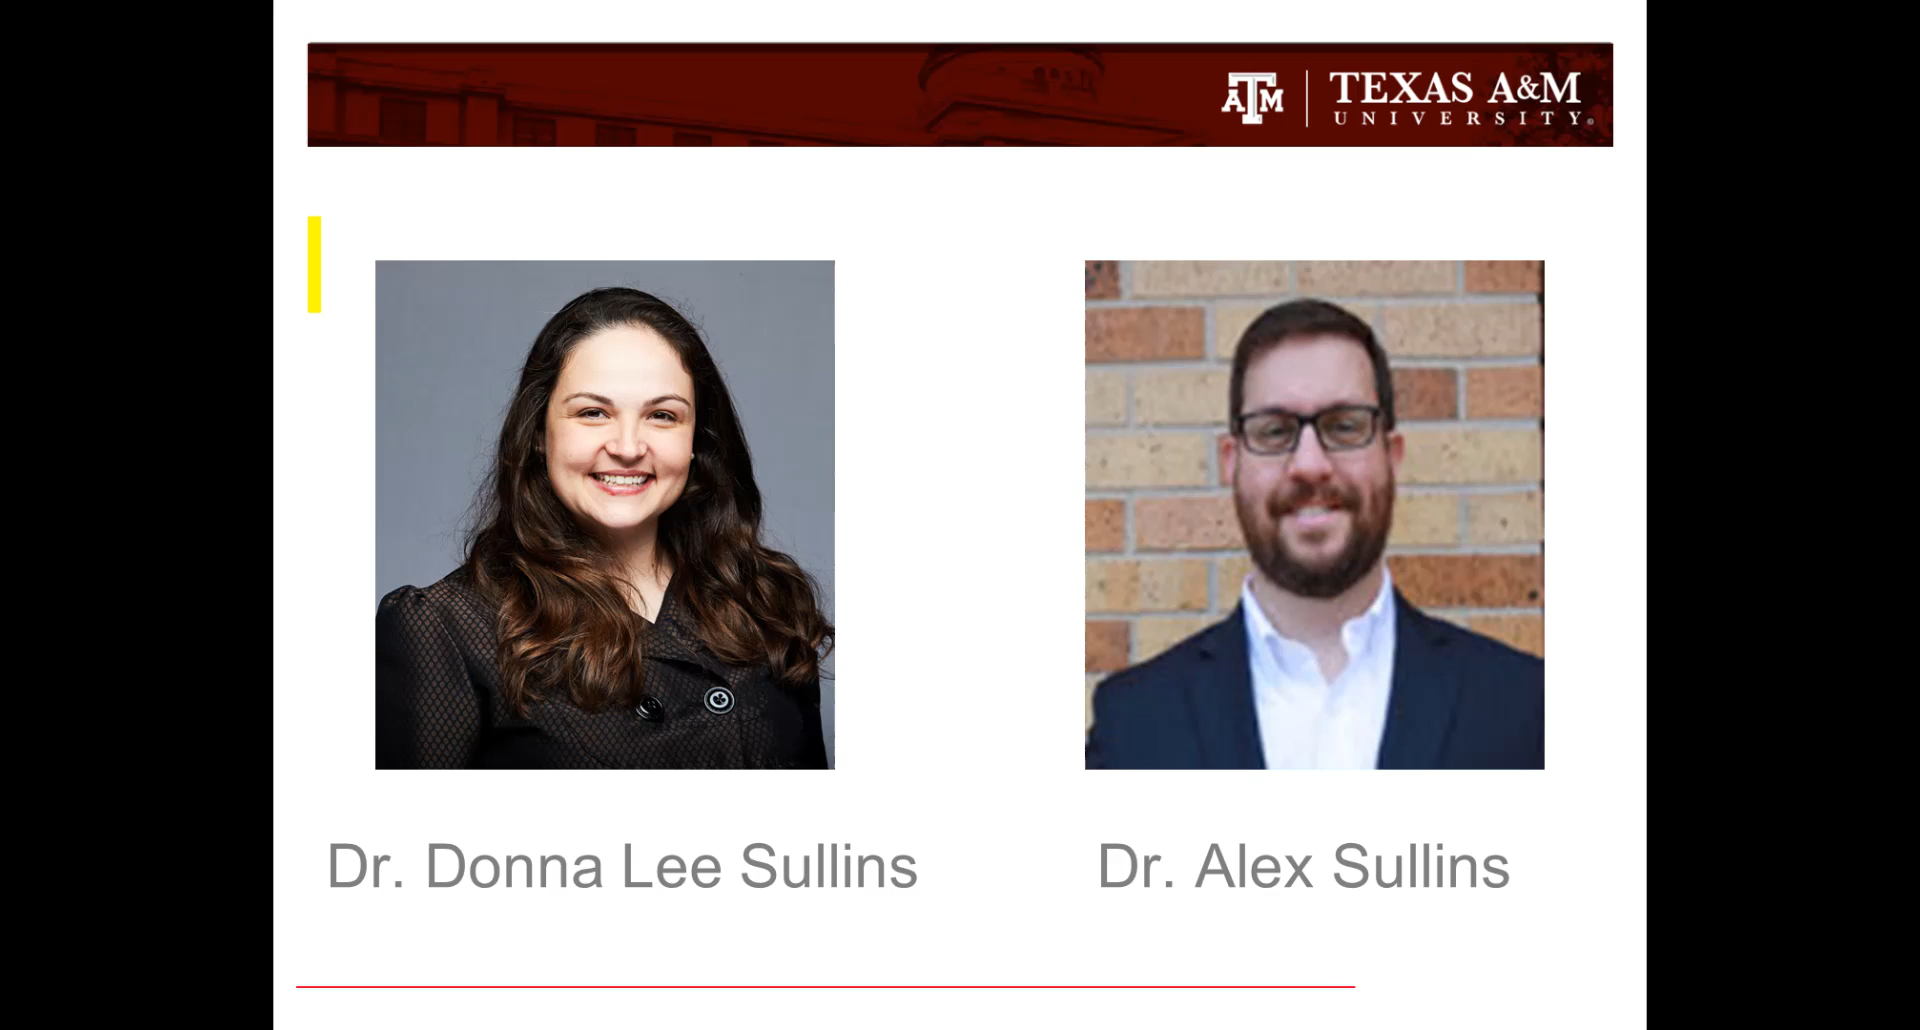 ATM
TEXAS A&M
UNIVERSITY®
Dr. Donna Lee Sullins
Dr. Alex Sullins